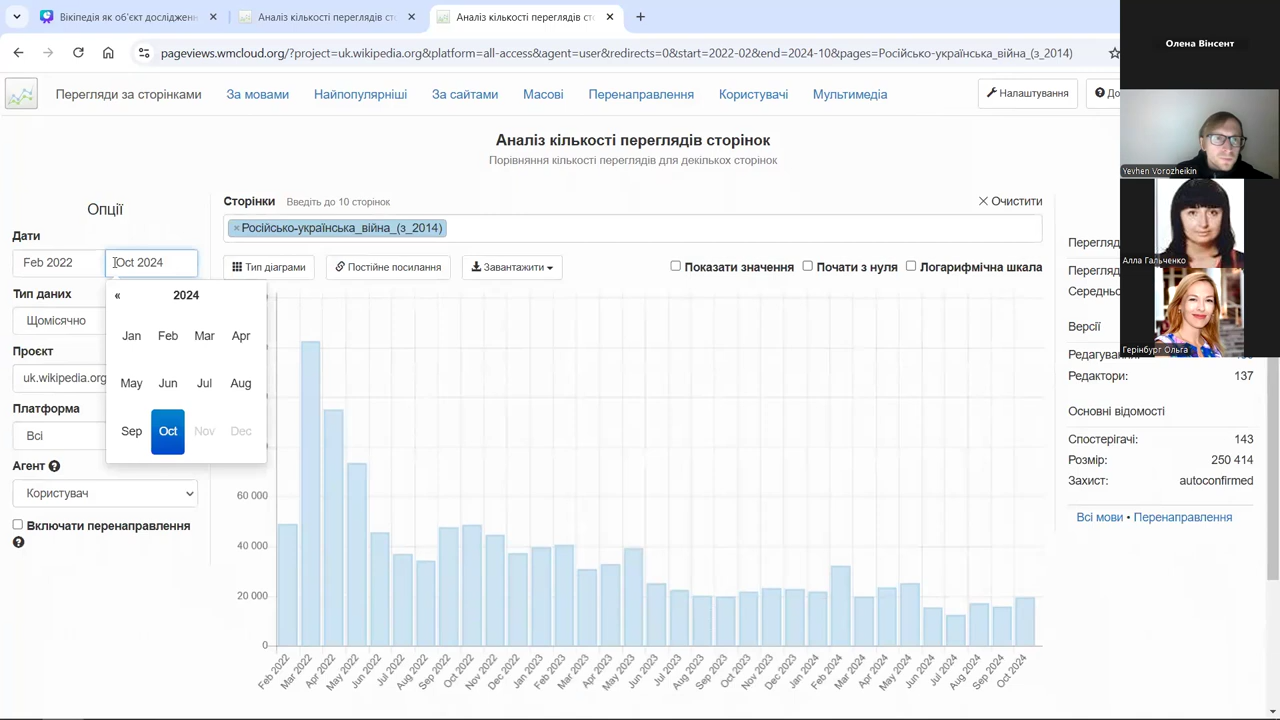 Вікіпедія як об'єкт дослідженн
Аналіз кількості переглядів ст
Аналіз кількості переглядів ст
pageviews.wmcloud.org/?project=uk.wikipedia.org&platform=all-access&agent=user&redirects=0&start=2022-02&end=2024-10&pages=Російсько-українська_війна_(з_2014)
Перегляди за сторінками За мовами Найпопулярніші За сайтами Масові Перенаправлення Користувачі Мультимедіа Налаштування До
Аналіз кількості переглядів сторінок
Порівняння кількості переглядів для декількох сторінок
Опції
Дати
Feb 2022 Oct 2024
« 2024
Jan Feb Mar Apr
May Jun Jul Aug
Sep Oct Nov Dec
Тип даних
Щомісячно
Проєкт
uk.wikipedia.org
Платформа
Всі
Агент
Користувач
Включати перенаправлення
Сторінки Введіть до 10 сторінок Очистити
× Російсько-українська_війна_(з_2014)
Тип діаграми Постійне посилання Завантажити Показати значення Почати з нуля Логарифмічна шкала
60 000
40 000
20 000
0
Feb 2022 Mar 2022 Apr 2022 May 2022 Jun 2022 Jul 2022 Aug 2022 Sep 2022 Oct 2022 Nov 2022 Dec 2022 Jan 2023 Feb 2023 Mar 2023 Apr 2023 May 2023 Jun 2023 Jul 2023 Aug 2023 Sep 2023 Oct 2023 Nov 2023 Dec 2023 Jan 2024 Feb 2024 Mar 2024 Apr 2024 May 2024 Jun 2024 Jul 2024 Aug 2024 Sep 2024 Oct 2024
Перегляд
Перегляд
Середньо
Версії
Редагування
Редактори: 137
Основні відомості
Спостерігачі: 143
Розмір: 250 414
Захист: autoconfirmed
Всі мови • Перенаправлення
Олена Вінсент
Yevhen Vorozheikin
Алла Гальченко
Герінбург Ольга